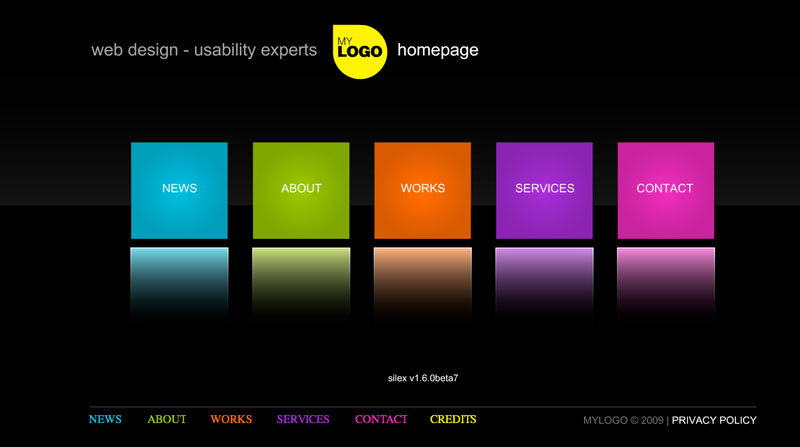 web design - usability experts
MY
LOGO
homepage
NEWS
ABOUT
WORKS
SERVICES
CONTACT
silex v1.6.0beta7
NEWS ABOUT WORKS SERVICES CONTACT CREDITS
MYLOGO © 2009 | PRIVACY POLICY